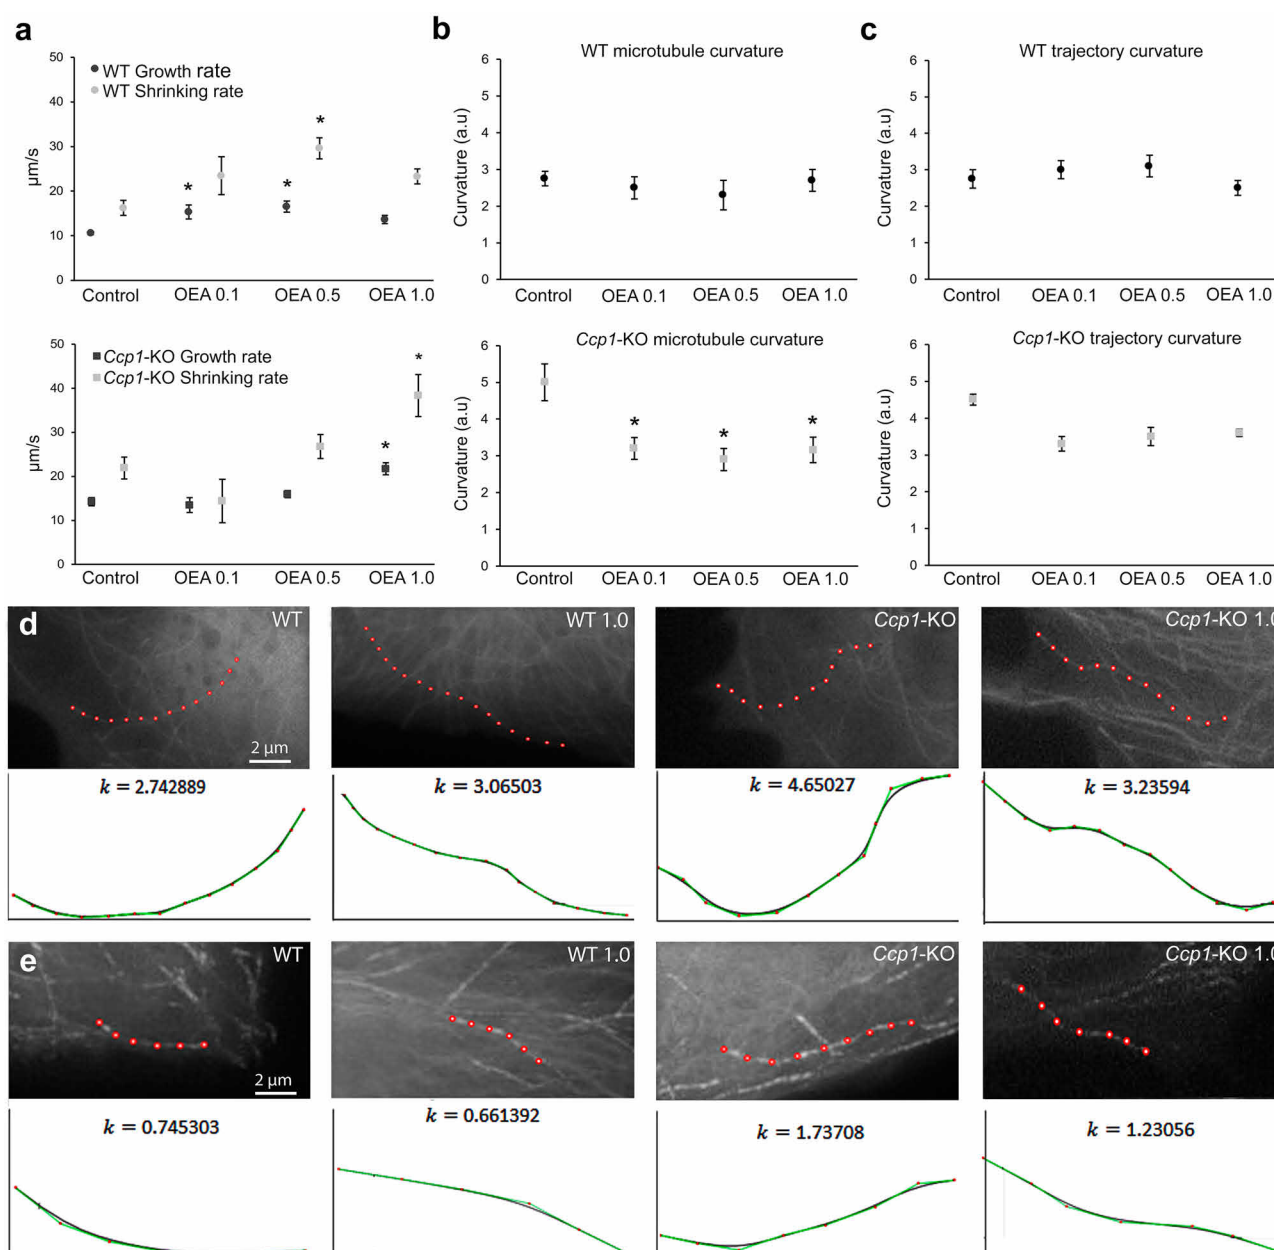 a
50
40
30
20
10
0
µm/s
WT Growth rate
WT Shrinking rate
*
*
*
Control
OEA 0.1
OEA 0.5
OEA 1.0
b
WT microtubule curvature
6
5
4
3
2
1
0
Curvature (a.u)
Control
OEA 0.1
OEA 0.5
OEA 1.0
c
WT trajectory curvature
6
5
4
3
2
1
0
Curvature (a.u)
Control
OEA 0.1
OEA 0.5
OEA 1.0
50
40
30
20
10
0
µm/s
Ccp1-KO Growth rate
Ccp1-KO Shrinking rate
*
*
Control
OEA 0.1
OEA 0.5
OEA 1.0
Ccp1-KO microtubule curvature
6
5
4
3
2
1
0
Curvature (a.u)
*
*
*
Control
OEA 0.1
OEA 0.5
OEA 1.0
Ccp1-KO trajectory curvature
6
5
4
3
2
1
0
Curvature (a.u)
Control
OEA 0.1
OEA 0.5
OEA 1.0
d
WT
2 µm
WT 1.0
Ccp1-KO
Ccp1-KO 1.0
k = 2.742889
k = 3.06503
k = 4.65027
k = 3.23594
e
WT
2 µm
WT 1.0
Ccp1-KO
Ccp1-KO 1.0
k = 0.745303
k = 0.661392
k = 1.73708
k = 1.23056